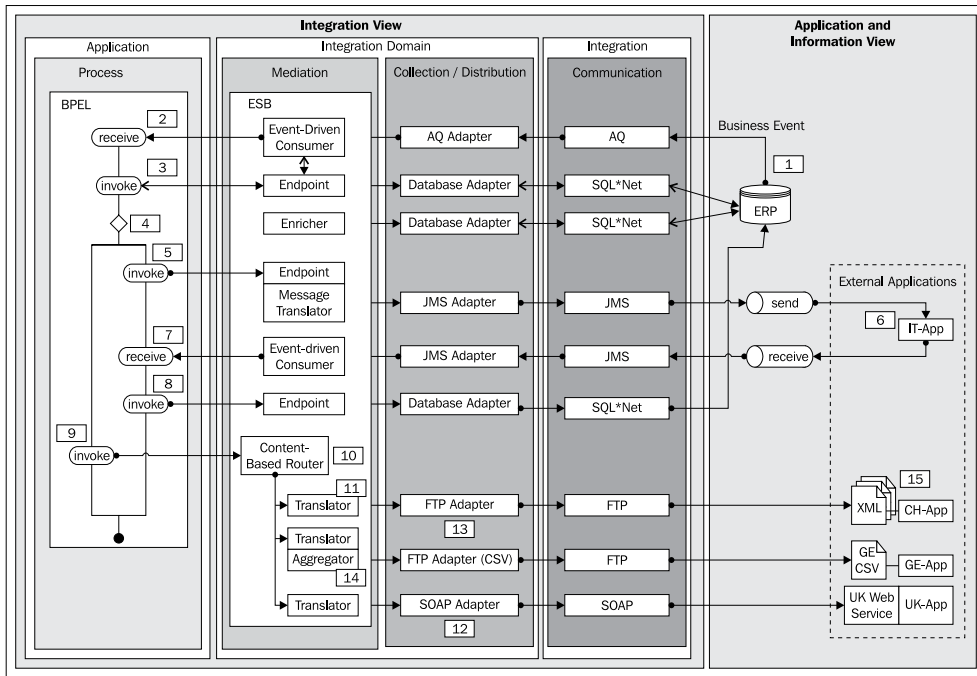 Integration View
Application and
Information View
Application
Integration Domain
Integration
Process
Mediation
Collection / Distribution
Communication
BPEL
ESB
2
receive
Event-Driven
Consumer
AQ Adapter
AQ
Business Event
1
3
invoke
Endpoint
Database Adapter
SQL*Net
ERP
4
Enricher
Database Adapter
SQL*Net
5
invoke
Endpoint
Message
Translator
JMS Adapter
JMS
send
External Applications
6
IT-App
7
receive
Event-driven
Consumer
JMS Adapter
JMS
receive
8
invoke
Endpoint
Database Adapter
SQL*Net
9
invoke
Content-
Based Router
10
11
Translator
FTP Adapter
13
FTP
15
XML
CH-App
Translator
Aggregator
14
FTP Adapter (CSV)
FTP
GE
CSV
GE-App
Translator
SOAP Adapter
12
SOAP
UK Web
Service
UK-App